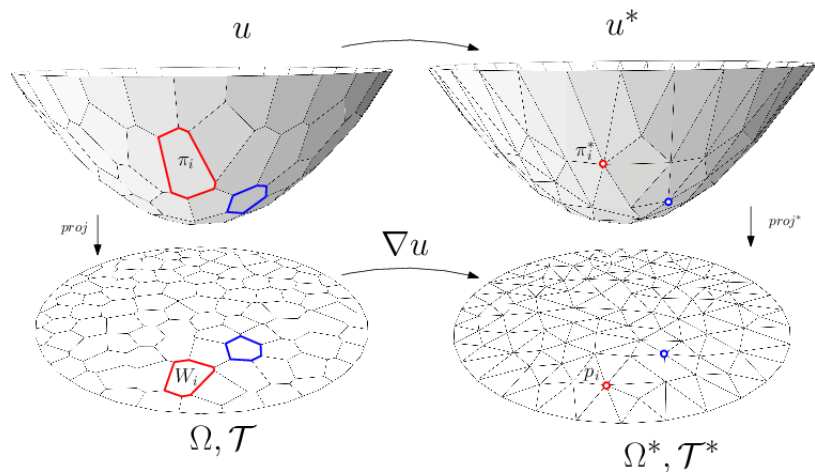 u
u*
π_i
π_i^*
proj
proj*
∇u
W_i
p_i
Ω, 𝒯
Ω*, 𝒯*